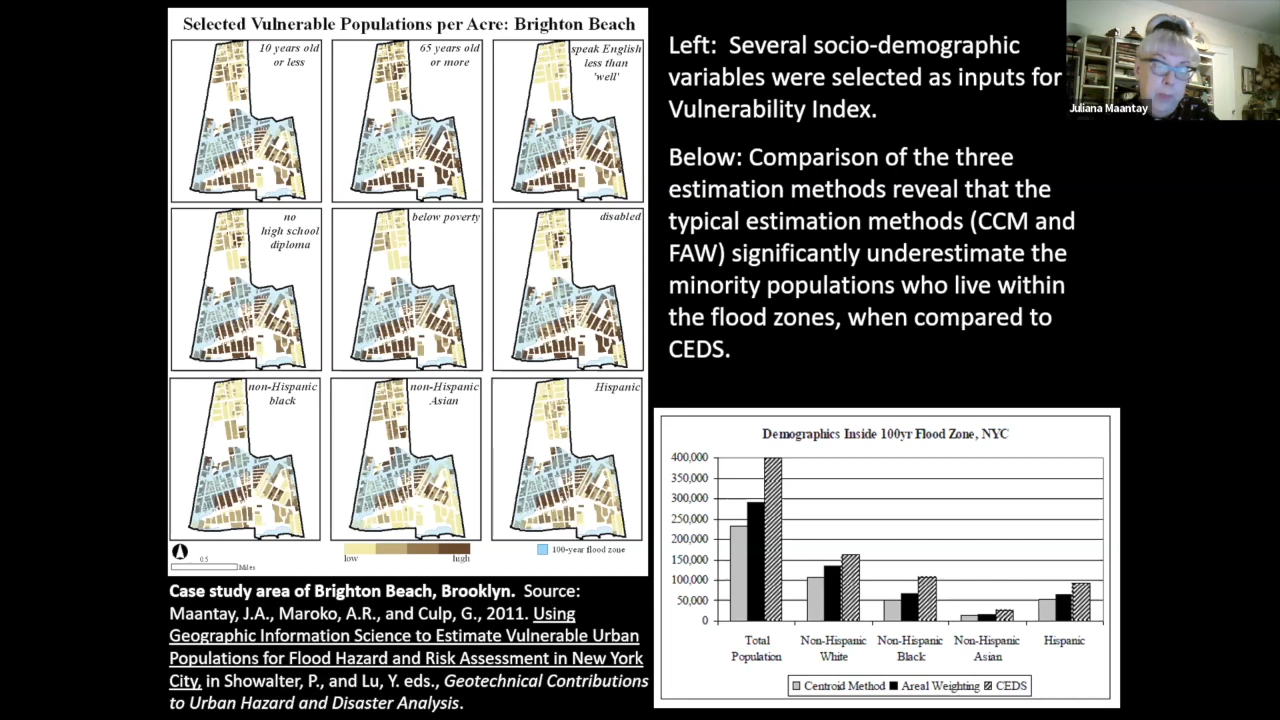 Selected Vulnerable Populations per Acre: Brighton Beach
10 years old
or less
65 years old
or more
speak English
less than
'well'
no
high school
diploma
below poverty
disabled
non-Hispanic
black
non-Hispanic
Asian
Hispanic
0.5
Miles
low
high
100-year flood zone
Case study area of Brighton Beach, Brooklyn. Source:
Maantay, J.A., Maroko, A.R., and Culp, G., 2011. Using
Geographic Information Science to Estimate Vulnerable Urban
Populations for Flood Hazard and Risk Assessment in New York
City, in Showalter, P., and Lu, Y. eds., Geotechnical Contributions
to Urban Hazard and Disaster Analysis.
Left: Several socio-demographic
variables were selected as inputs for
Vulnerability Index.
Below: Comparison of the three
estimation methods reveal that the
typical estimation methods (CCM and
FAW) significantly underestimate the
minority populations who live within
the flood zones, when compared to
CEDS.
Juliana Maantay
Demographics Inside 100yr Flood Zone, NYC
400,000
350,000
300,000
250,000
200,000
150,000
100,000
50,000
0
Total
Population
Non-Hispanic
White
Non-Hispanic
Black
Non-Hispanic
Asian
Hispanic
Centroid Method
Areal Weighting
CEDS